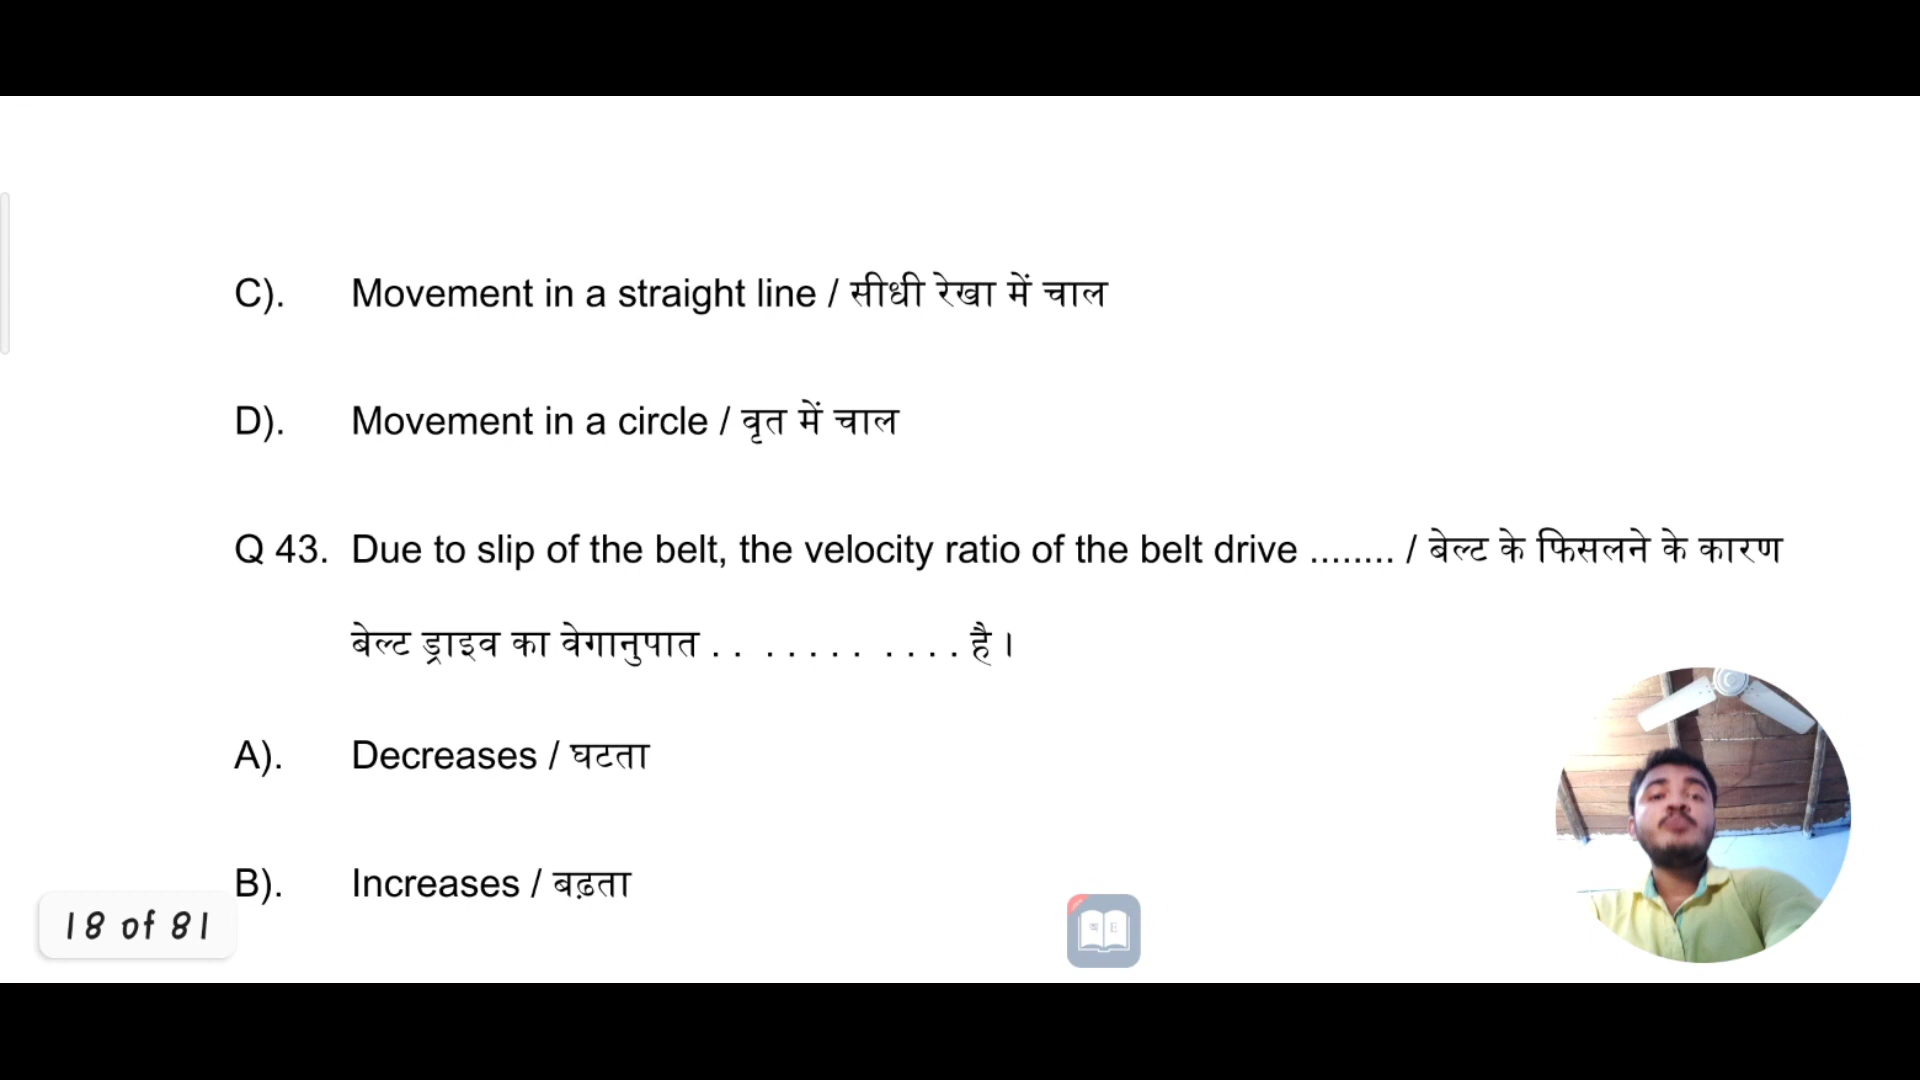 C). Movement in a straight line / सीधी रेखा में चाल
D). Movement in a circle / वृत में चाल
Q 43. Due to slip of the belt, the velocity ratio of the belt drive ........ / बेल्ट के फिसलने के कारण
बेल्ट ड्राइव का वेगानुपात . . . . . . . . . . . है ।
A). Decreases / घटता
B). Increases / बढ़ता
18 of 81
अ E